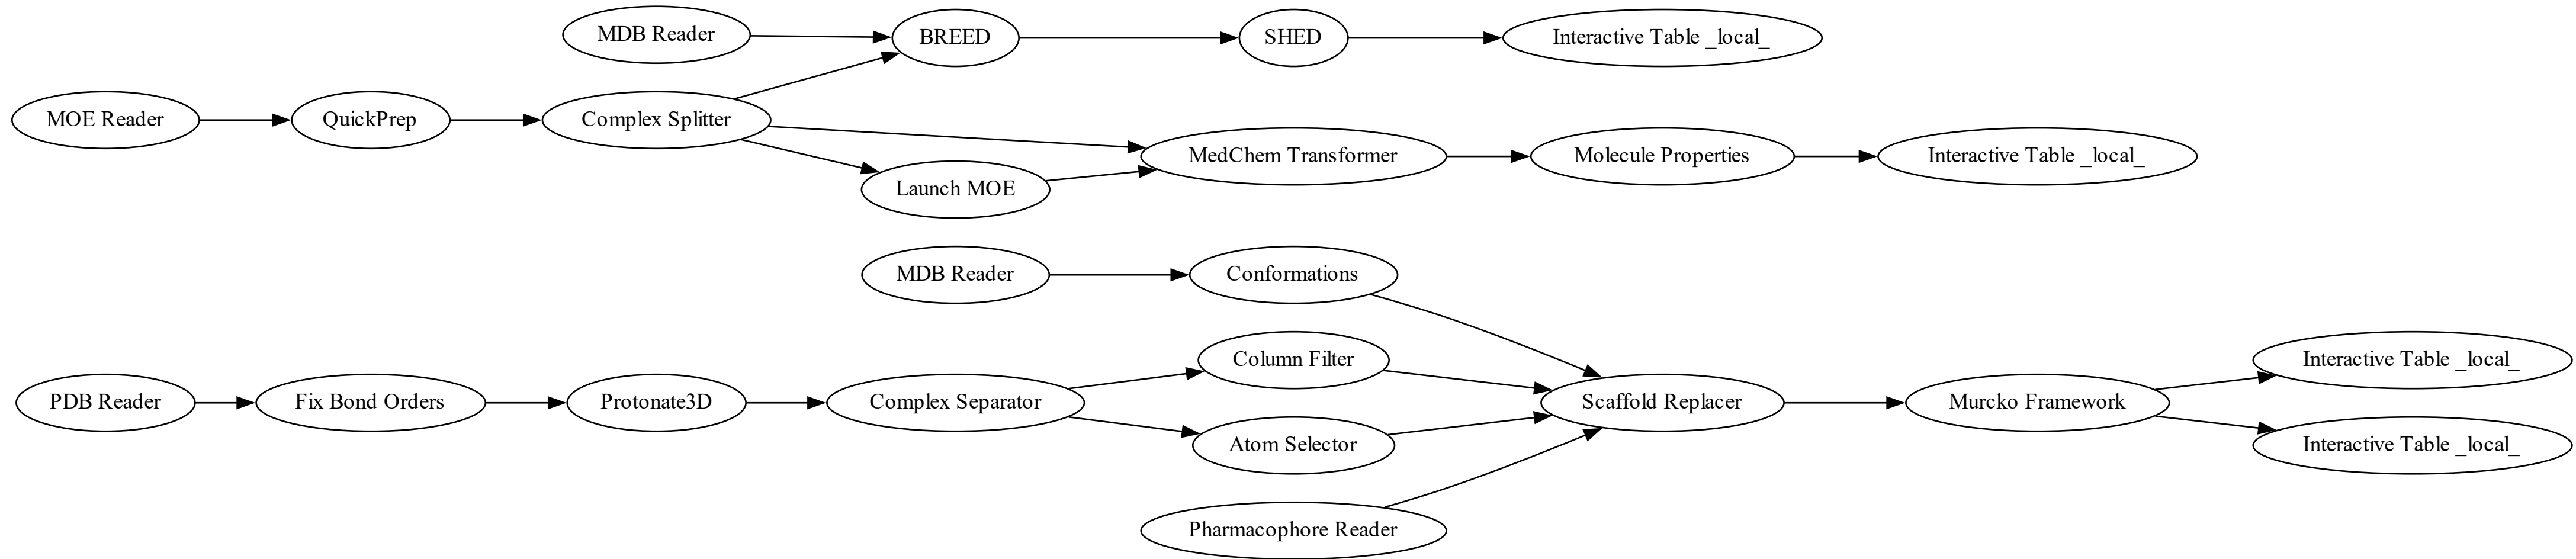 MDB Reader
BREED
SHED
Interactive Table _local_
MOE Reader
QuickPrep
Complex Splitter
MedChem Transformer
Molecule Properties
Interactive Table _local_
Launch MOE
MDB Reader
Conformations
Column Filter
Interactive Table _local_
PDB Reader
Fix Bond Orders
Protonate3D
Complex Separator
Scaffold Replacer
Murcko Framework
Atom Selector
Interactive Table _local_
Pharmacophore Reader